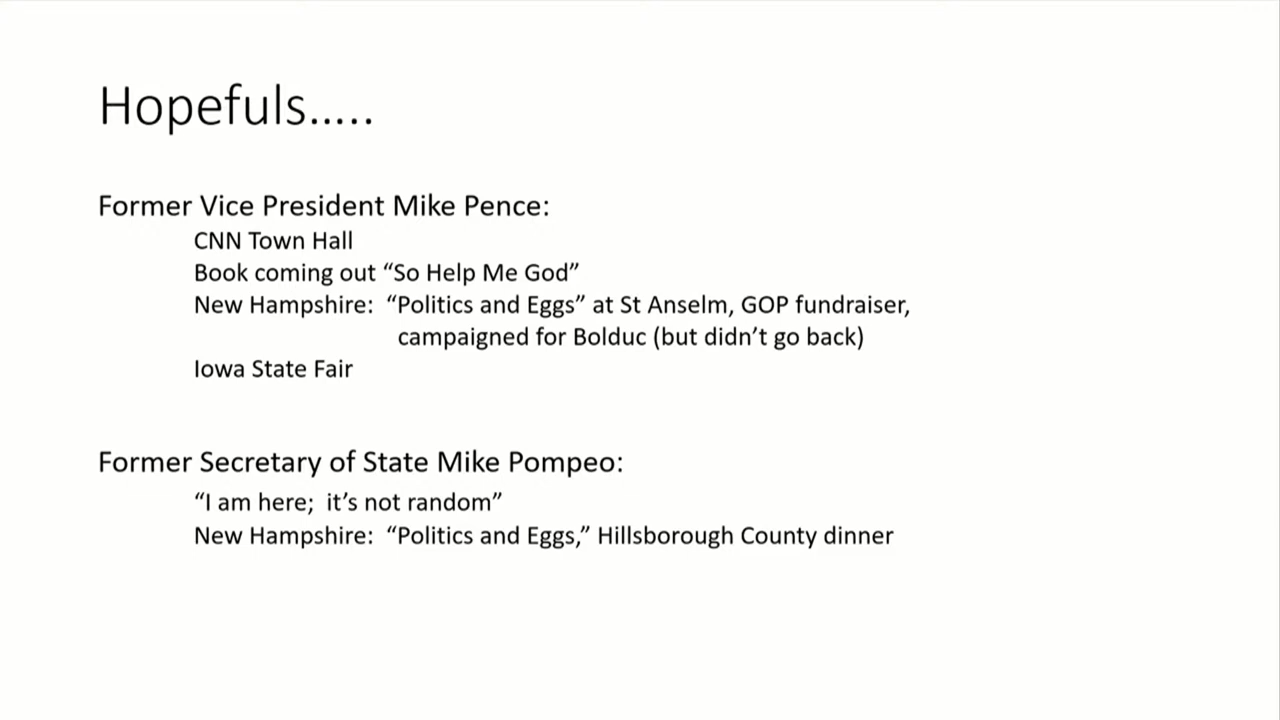 Hopefuls.....
Former Vice President Mike Pence:
CNN Town Hall
Book coming out “So Help Me God”
New Hampshire:  “Politics and Eggs” at St Anselm, GOP fundraiser,
campaigned for Bolduc (but didn’t go back)
Iowa State Fair
Former Secretary of State Mike Pompeo:
“I am here;  it’s not random”
New Hampshire:  “Politics and Eggs,” Hillsborough County dinner